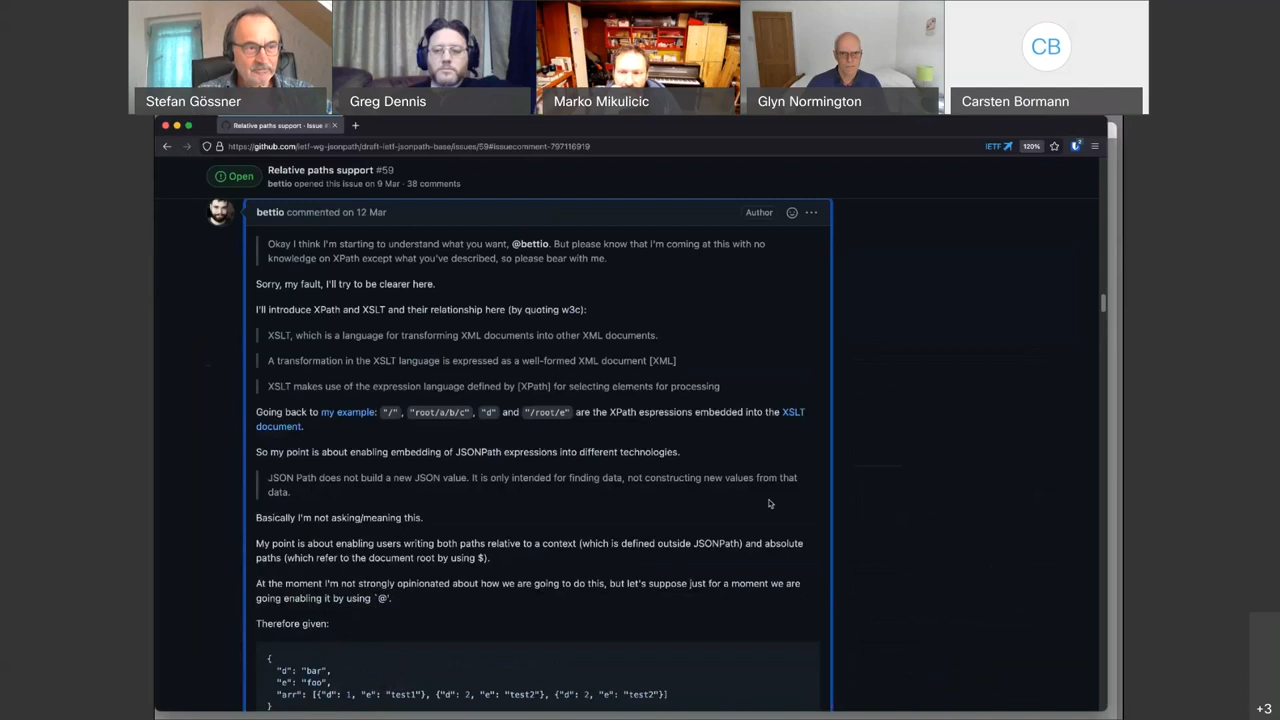 Stefan Gössner
Greg Dennis
Marko Mikulicic
Glyn Normington
CB
Carsten Bormann
Relative paths support · Issue #
https://github.com/ietf-wg-jsonpath/draft-ietf-jsonpath-base/issues/59#issuecomment-797116919
IETF
120%
Open
Relative paths support #59
bettio opened this issue on 9 Mar · 38 comments
bettio commented on 12 Mar
Author
Okay I think I'm starting to understand what you want, @bettio. But please know that I'm coming at this with no
knowledge on XPath except what you've described, so please bear with me.
Sorry, my fault, I'll try to be clearer here.
I'll introduce XPath and XSLT and their relationship here (by quoting w3c):
XSLT, which is a language for transforming XML documents into other XML documents.
A transformation in the XSLT language is expressed as a well-formed XML document [XML]
XSLT makes use of the expression language defined by [XPath] for selecting elements for processing
Going back to my example: "/", "root/a/b/c", "d" and "/root/e" are the XPath espressions embedded into the XSLT
document.
So my point is about enabling embedding of JSONPath expressions into different technologies.
JSON Path does not build a new JSON value. It is only intended for finding data, not constructing new values from that
data.
Basically I'm not asking/meaning this.
My point is about enabling users writing both paths relative to a context (which is defined outside JSONPath) and absolute
paths (which refer to the document root by using $).
At the moment I'm not strongly opinionated about how we are going to do this, but let's suppose just for a moment we are
going enabling it by using `@'.
Therefore given:
{
"d": "bar",
"e": "foo",
"arr": [{"d": 1, "e": "test1"}, {"d": 2, "e": "test2"}, {"d": 2, "e": "test2"}]
}
+3